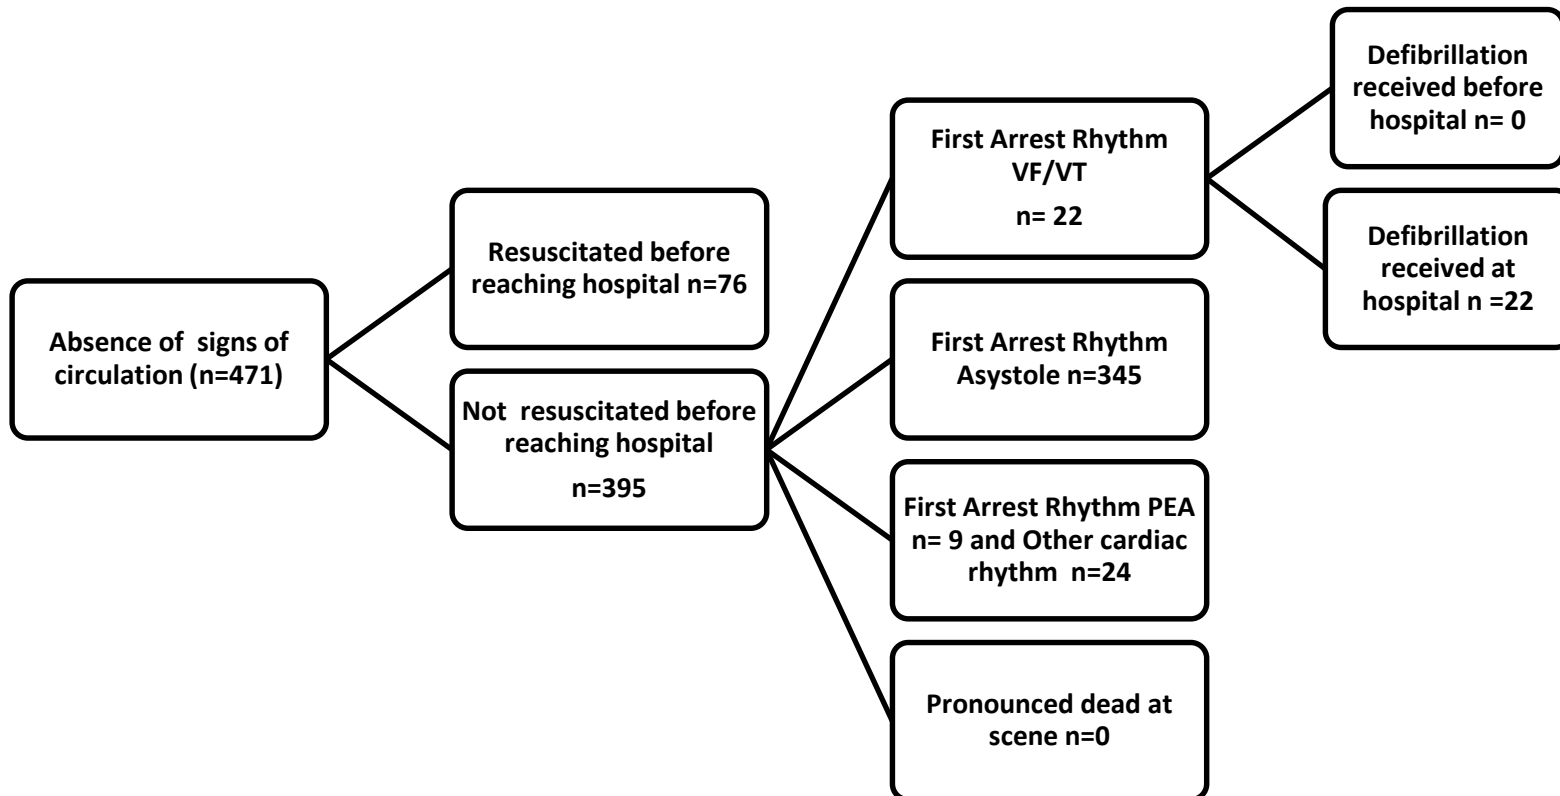 Absence of  signs of
circulation (n=471)
Resuscitated before
reaching hospital n=76
Not  resuscitated before
reaching hospital
n=395
First Arrest Rhythm
VF/VT
n= 22
First Arrest Rhythm
Asystole n=345
First Arrest Rhythm PEA
n= 9 and Other cardiac
rhythm  n=24
Pronounced dead at
scene n=0
Defibrillation
received before
hospital n= 0
Defibrillation
received at
hospital n =22